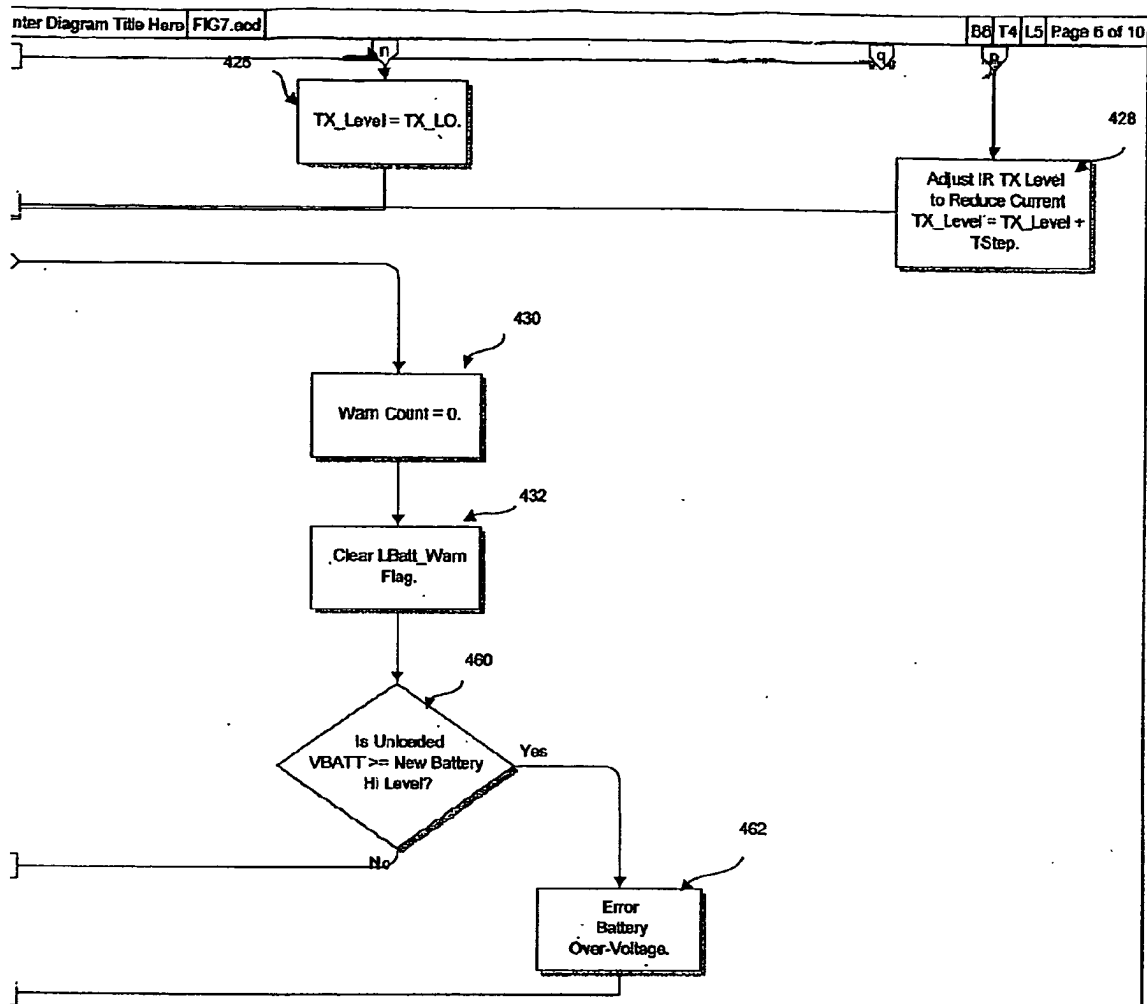 nter Diagram Title Here FIG7.ecd B8 T4 L5 Page 6 of 10
n q p
426
TX_Level = TX_LO.
428
Adjust IR TX Level
to Reduce Current
TX_Level = TX_Level +
TStep.
430
Warn Count = 0.
432
Clear LBatt_Warn
Flag.
460
Is Unloaded
VBATT >= New Battery
Hi Level?
Yes
No
462
Error
Battery
Over-Voltage.